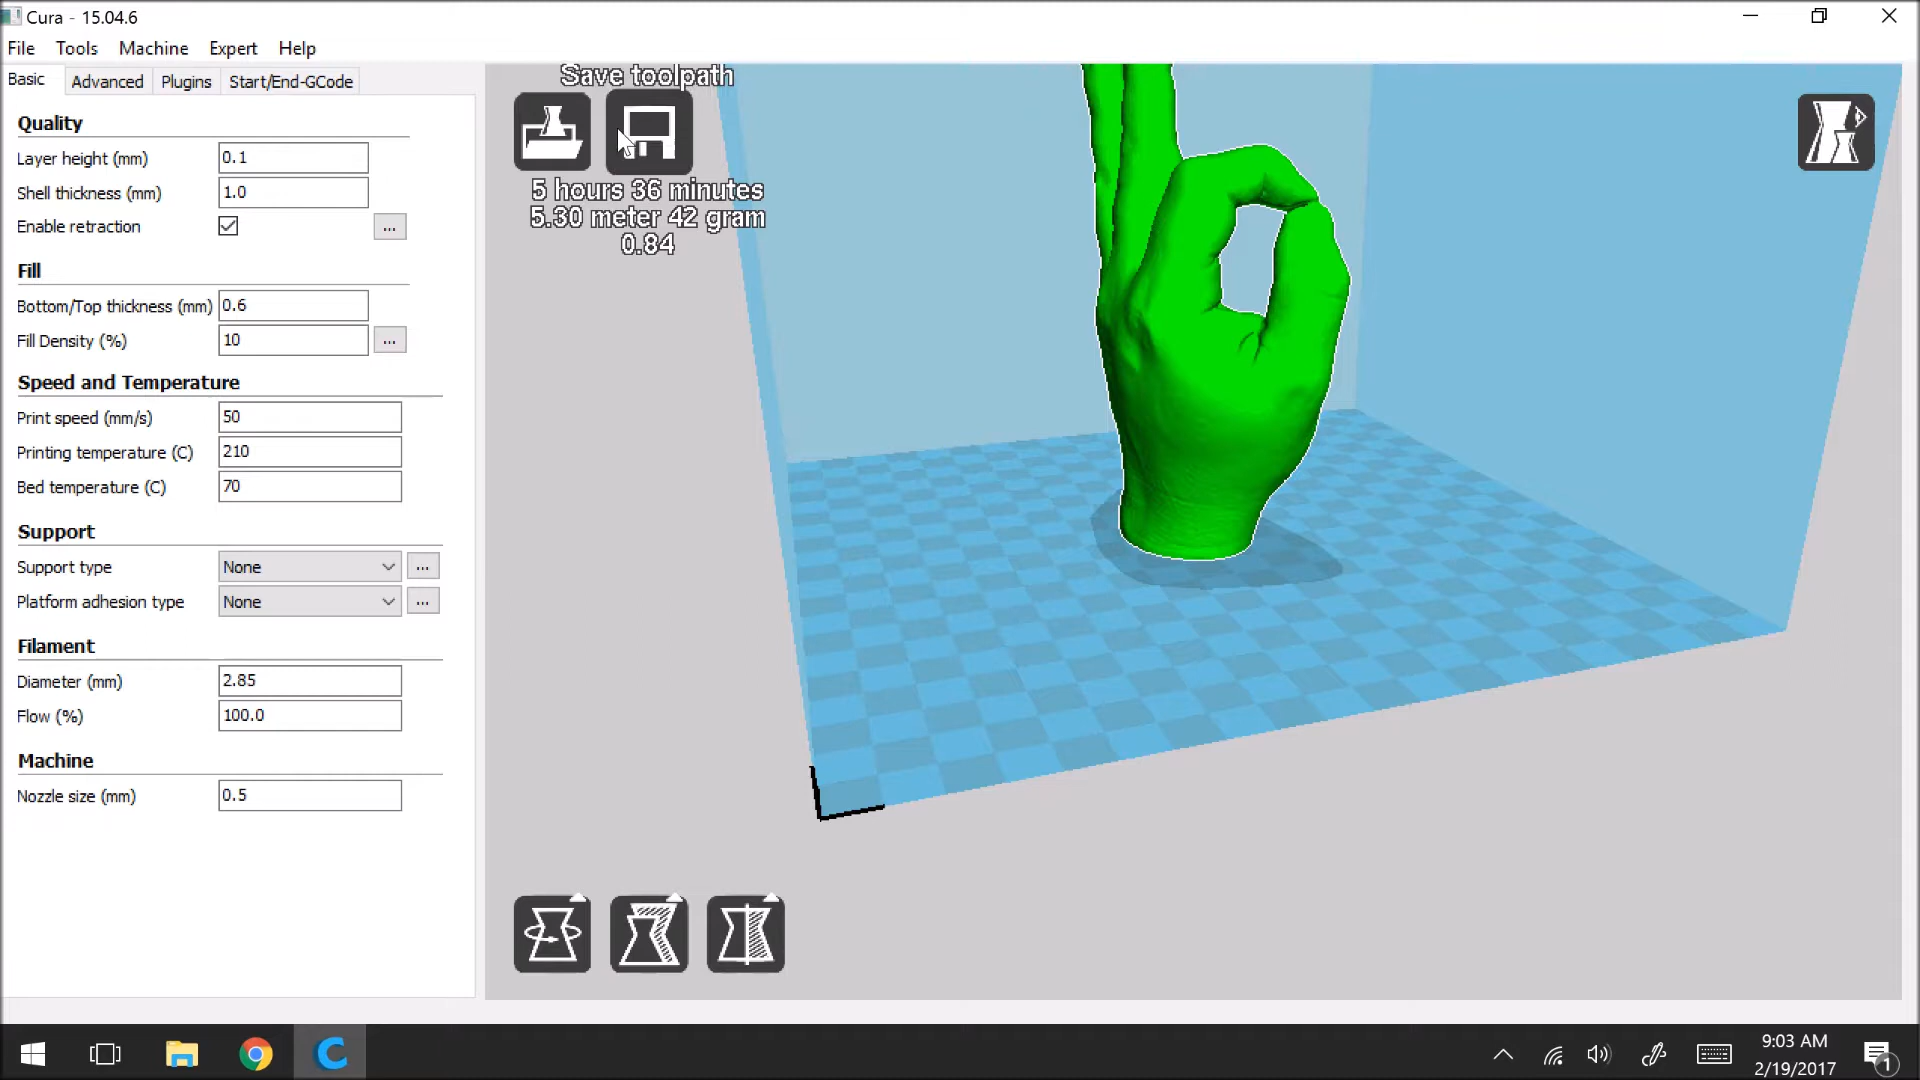 Cura - 15.04.6
File Tools Machine Expert Help
Basic Advanced Plugins Start/End-GCode
Save toolpath
5 hours 36 minutes
5.30 meter 42 gram
0.84
Quality
Layer height (mm) 0.1
Shell thickness (mm) 1.0
Enable retraction ...
Fill
Bottom/Top thickness (mm) 0.6
Fill Density (%) 10 ...
Speed and Temperature
Print speed (mm/s) 50
Printing temperature (C) 210
Bed temperature (C) 70
Support
Support type None ...
Platform adhesion type None ...
Filament
Diameter (mm) 2.85
Flow (%) 100.0
Machine
Nozzle size (mm) 0.5
9:03 AM
2/19/2017
1